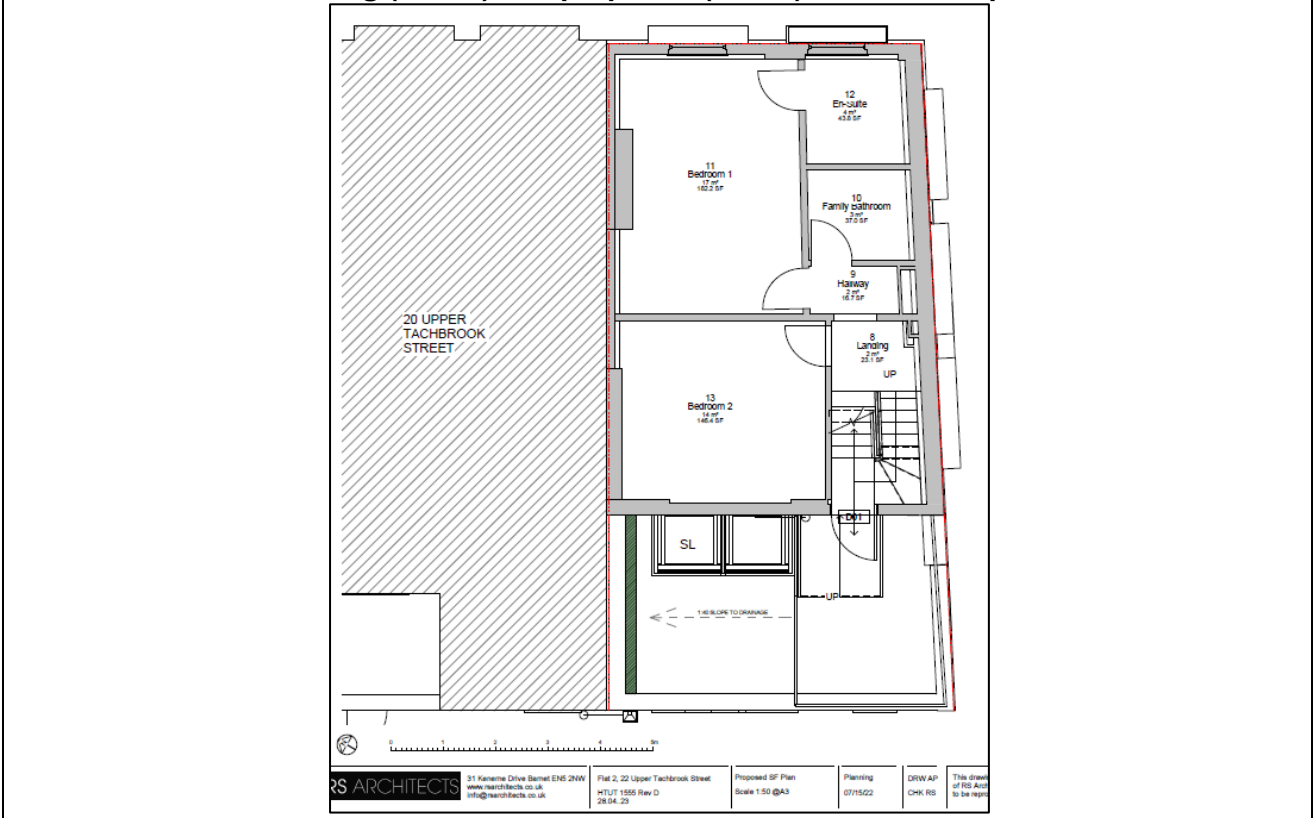 12
En-Suite
4 m²
43.8 SF
11
Bedroom 1
17 m²
182.2 SF
10
Family Bathroom
3 m²
37.0 SF
9
Hallway
2 m²
16.7 SF
20 UPPER
TACHBROOK
STREET
8
Landing
2 m²
23.1 SF
UP
13
Bedroom 2
14 m²
146.4 SF
D01
SL
UP
1:40 SLOPE TO DRAINAGE
0 1 2 3 4 5m
RS ARCHITECTS
31 Keneme Drive Barnet EN5 2NW
www.rsarchitects.co.uk
info@rsarchitects.co.uk
Flat 2, 22 Upper Tachbrook Street
HTUT 1555 Rev D
28.04..23
Proposed SF Plan
Scale 1:50 @A3
Planning
07/15/22
DRW AP
CHK RS
This drawi
of RS Arch
to be repro